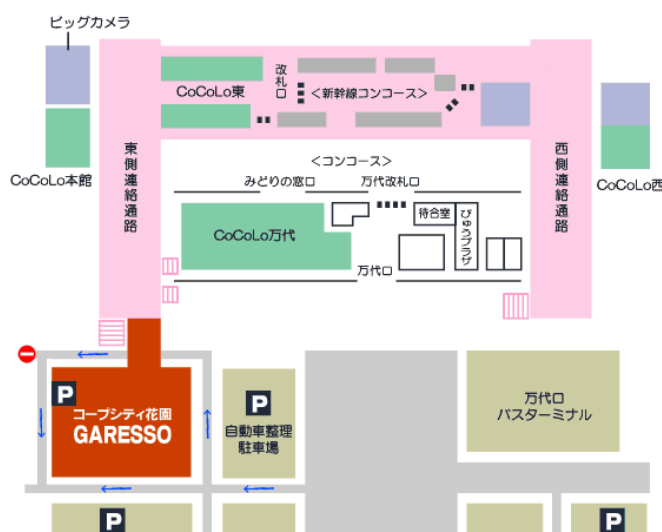 ビッグカメラ
改札口
CoCoLo東
<新幹線コンコース>
東側連絡通路
西側連絡通路
CoCoLo本館
CoCoLo西
<コンコース>
みどりの窓口
万代改札口
待合室
びゅうプラザ
CoCoLo万代
万代口
P
コープシティ花園
GARESSO
P
自動車整理
駐車場
万代口
バスターミナル
P
P